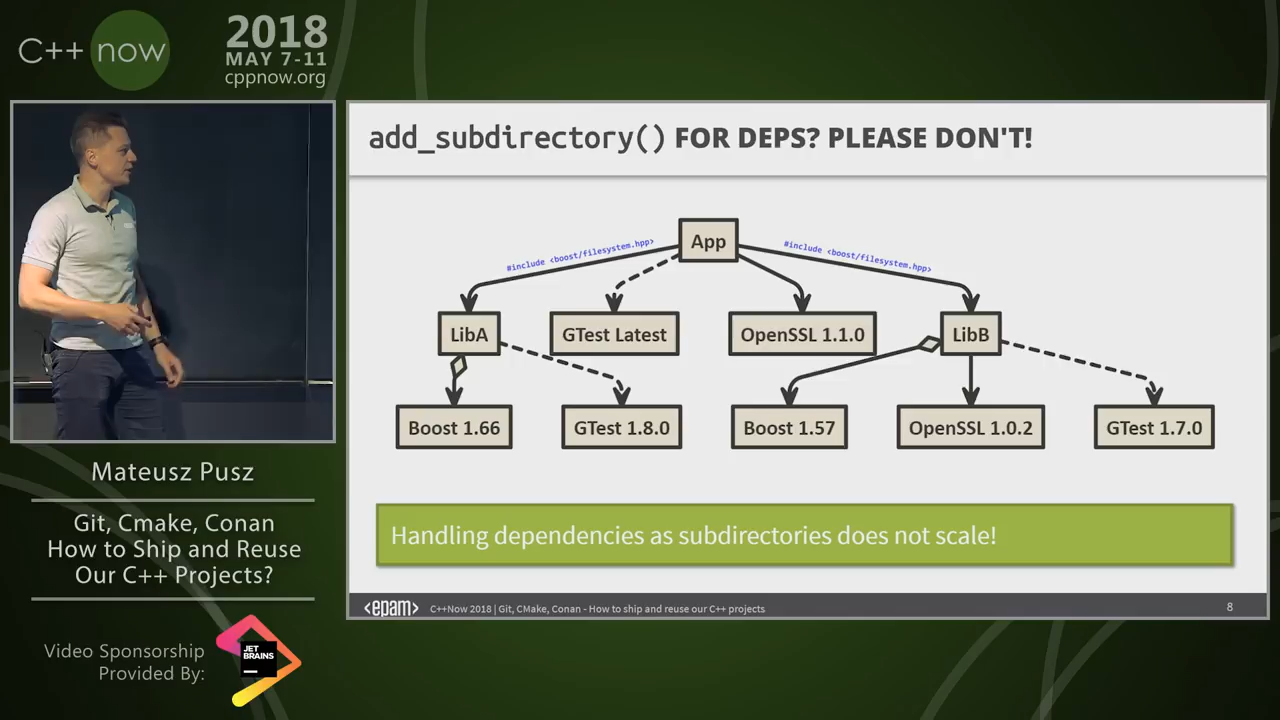 C++ now
2018
MAY 7-11
cppnow.org
add_subdirectory() FOR DEPS? PLEASE DON'T!
App
#include <boost/filesystem.hpp>
#include <boost/filesystem.hpp>
LibA
GTest Latest
OpenSSL 1.1.0
LibB
Boost 1.66
GTest 1.8.0
Boost 1.57
OpenSSL 1.0.2
GTest 1.7.0
Handling dependencies as subdirectories does not scale!
<epam>
C++Now 2018 | Git, CMake, Conan - How to ship and reuse our C++ projects
8
Mateusz Pusz
Git, Cmake, Conan
How to Ship and Reuse
Our C++ Projects?
Video Sponsorship
Provided By:
JET
BRAINS